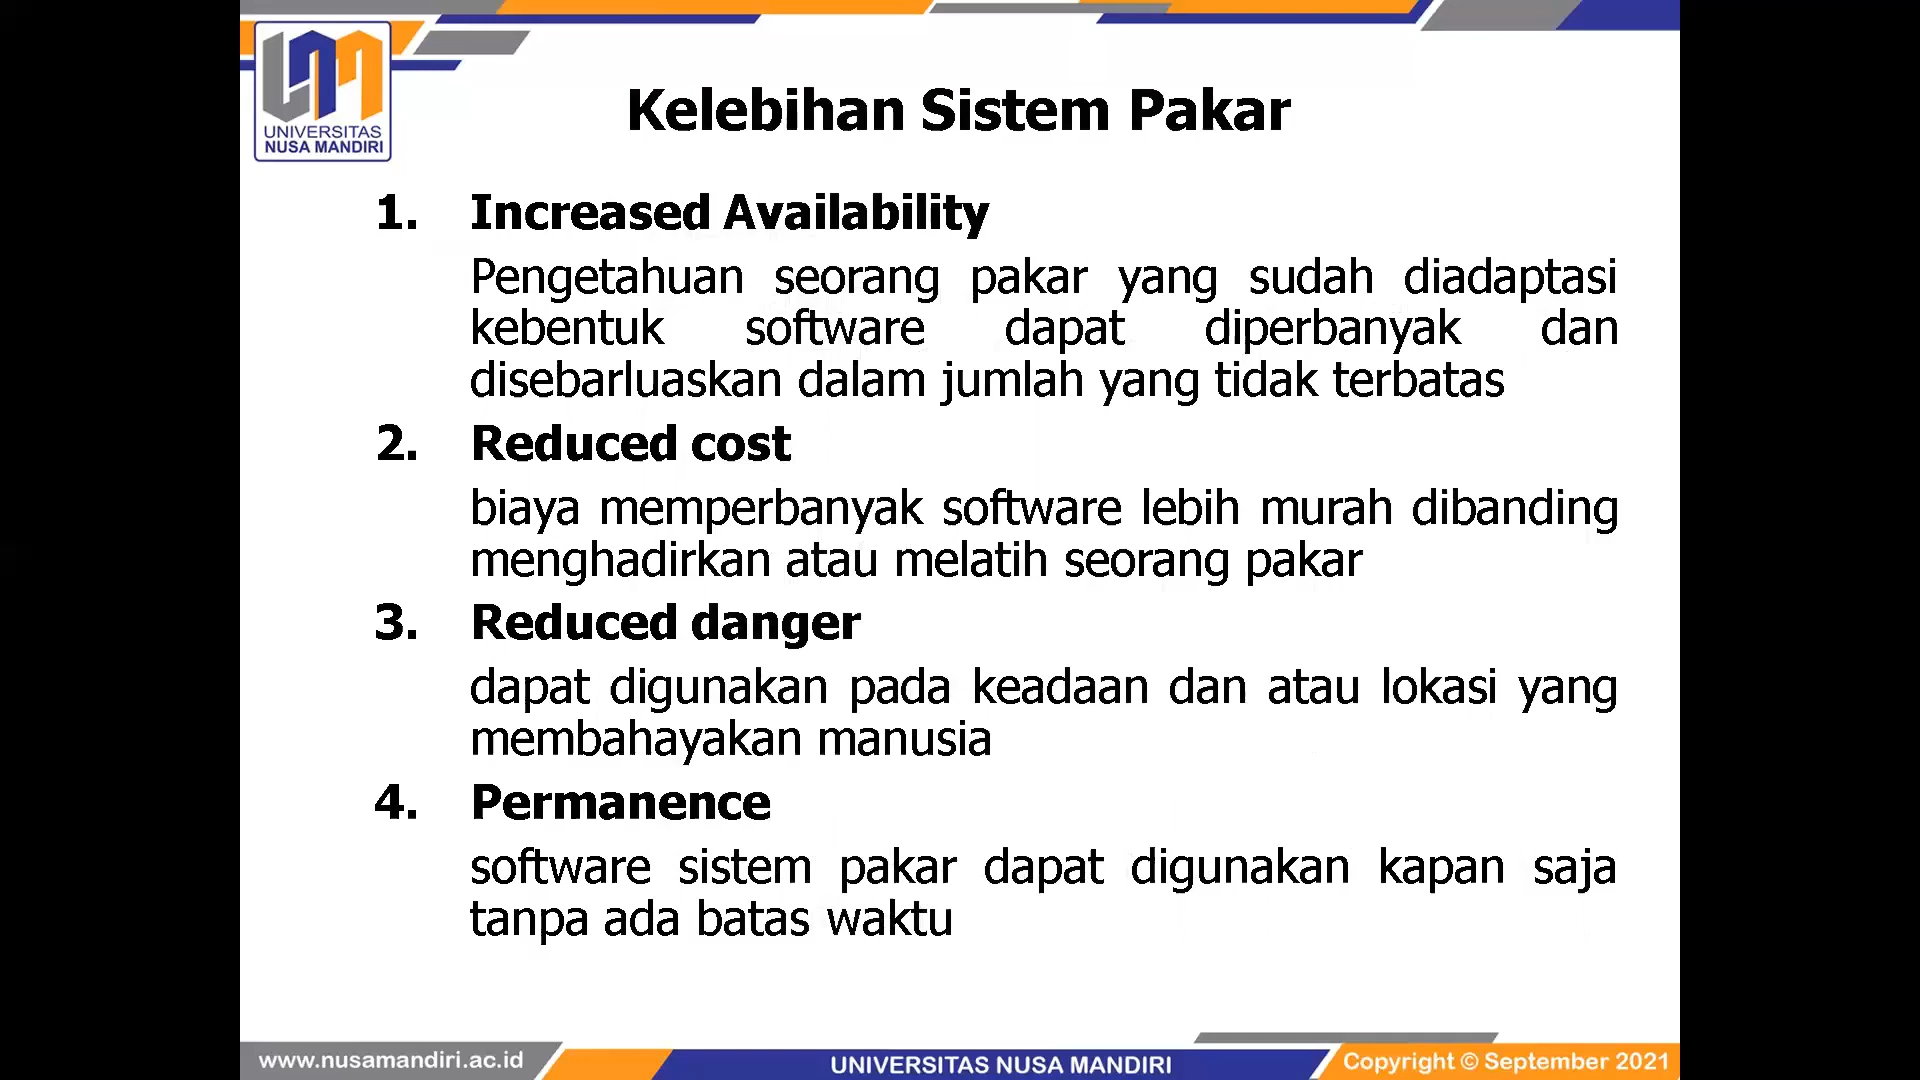 UNIVERSITAS
NUSA MANDIRI
Kelebihan Sistem Pakar
1. Increased Availability
Pengetahuan seorang pakar yang sudah diadaptasi
kebentuk software dapat diperbanyak dan
disebarluaskan dalam jumlah yang tidak terbatas
2. Reduced cost
biaya memperbanyak software lebih murah dibanding
menghadirkan atau melatih seorang pakar
3. Reduced danger
dapat digunakan pada keadaan dan atau lokasi yang
membahayakan manusia
4. Permanence
software sistem pakar dapat digunakan kapan saja
tanpa ada batas waktu
www.nusamandiri.ac.id
UNIVERSITAS NUSA MANDIRI
Copyright © September 2021